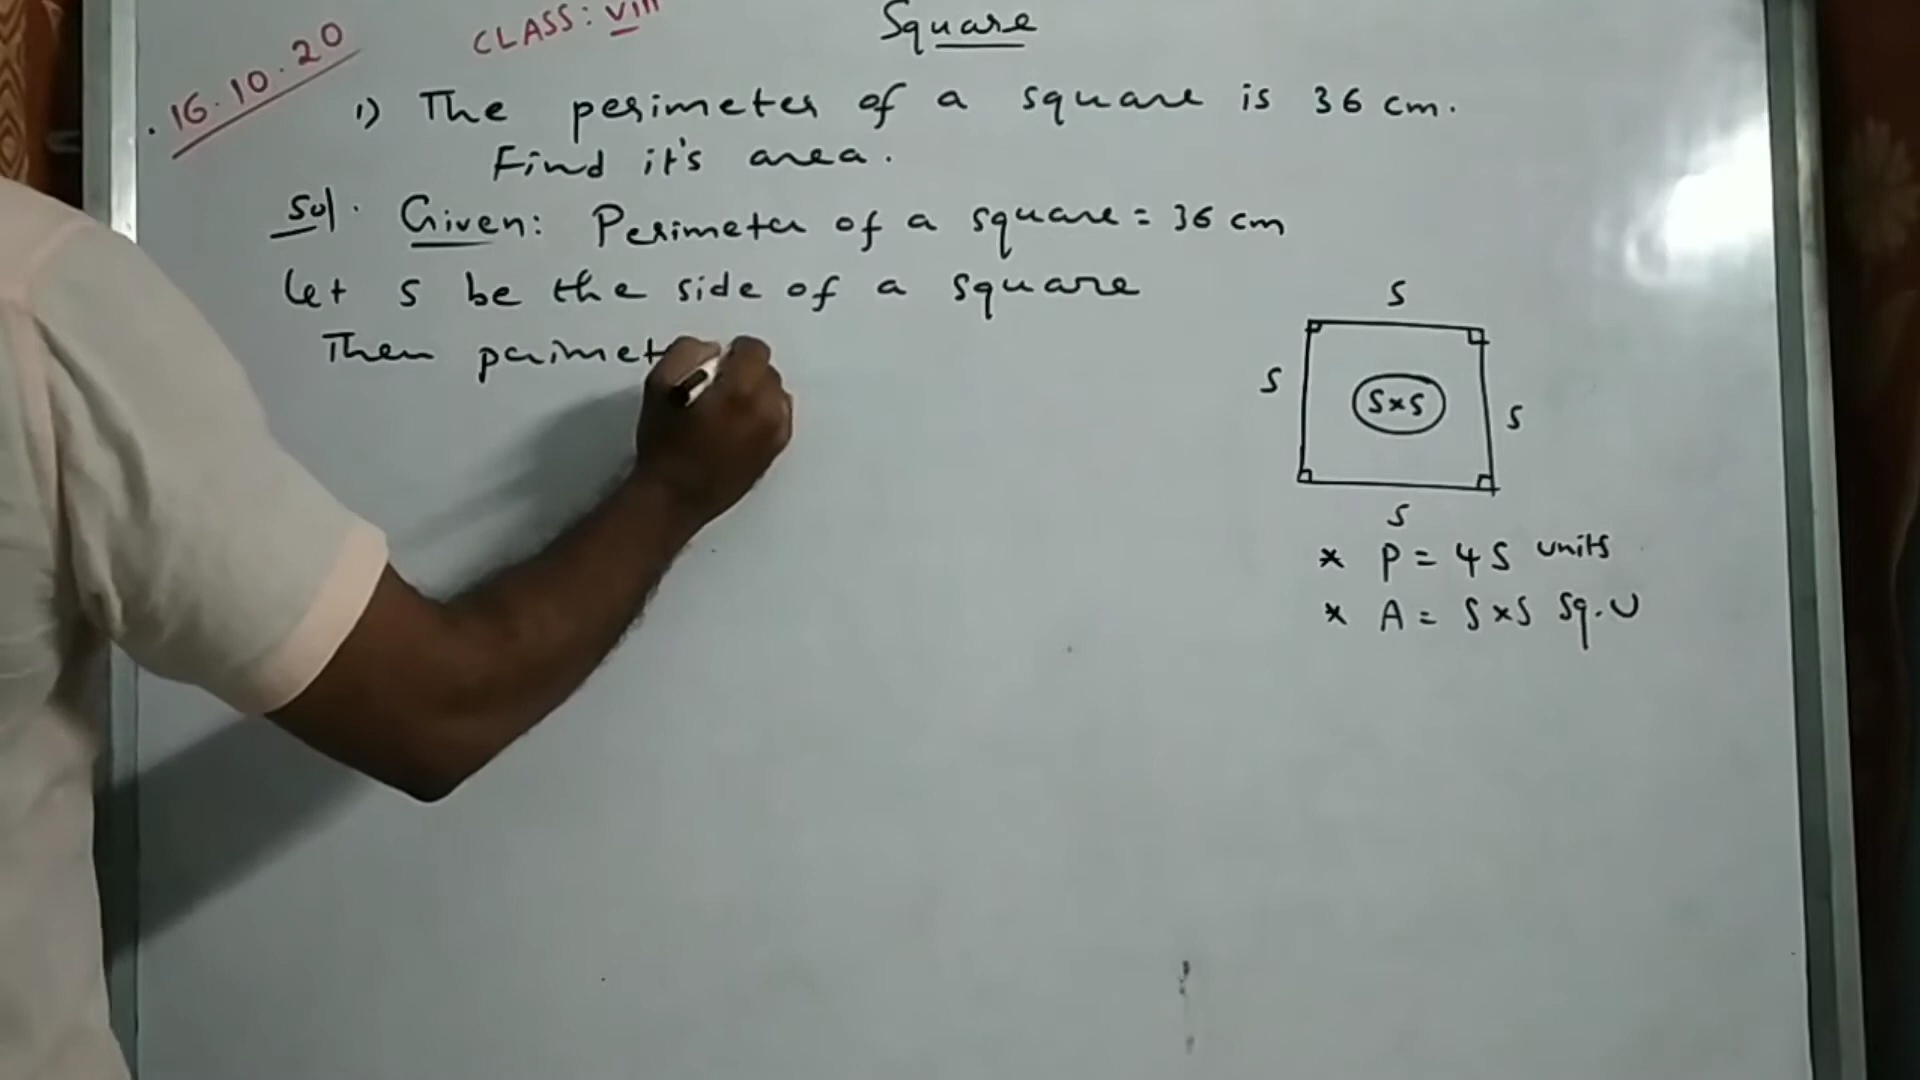 16.10.20
CLASS: VIII
Square
1) The perimeter of a square is 36 cm.
Find it's area.
Sol. Given: Perimeter of a square = 36 cm
Let s be the side of a square
Then perimet
S
S
S×S
S
S
* P = 4S units
* A = S×S Sq.U